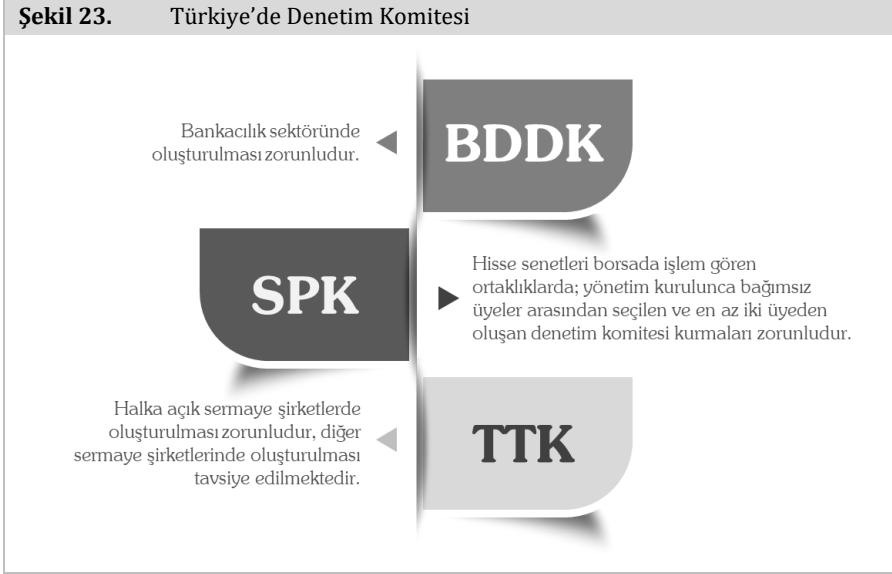 Şekil 23. Türkiye’de Denetim Komitesi
Bankacılık sektöründe
oluşturulması zorunludur.
BDDK
SPK
Hisse senetleri borsada işlem gören
ortaklıklarda; yönetim kurulunca bağımsız
üyeler arasından seçilen ve en az iki üyeden
oluşan denetim komitesi kurmaları zorunludur.
Halka açık sermaye şirketlerde
oluşturulması zorunludur, diğer
sermaye şirketlerinde oluşturulması
tavsiye edilmektedir.
TTK